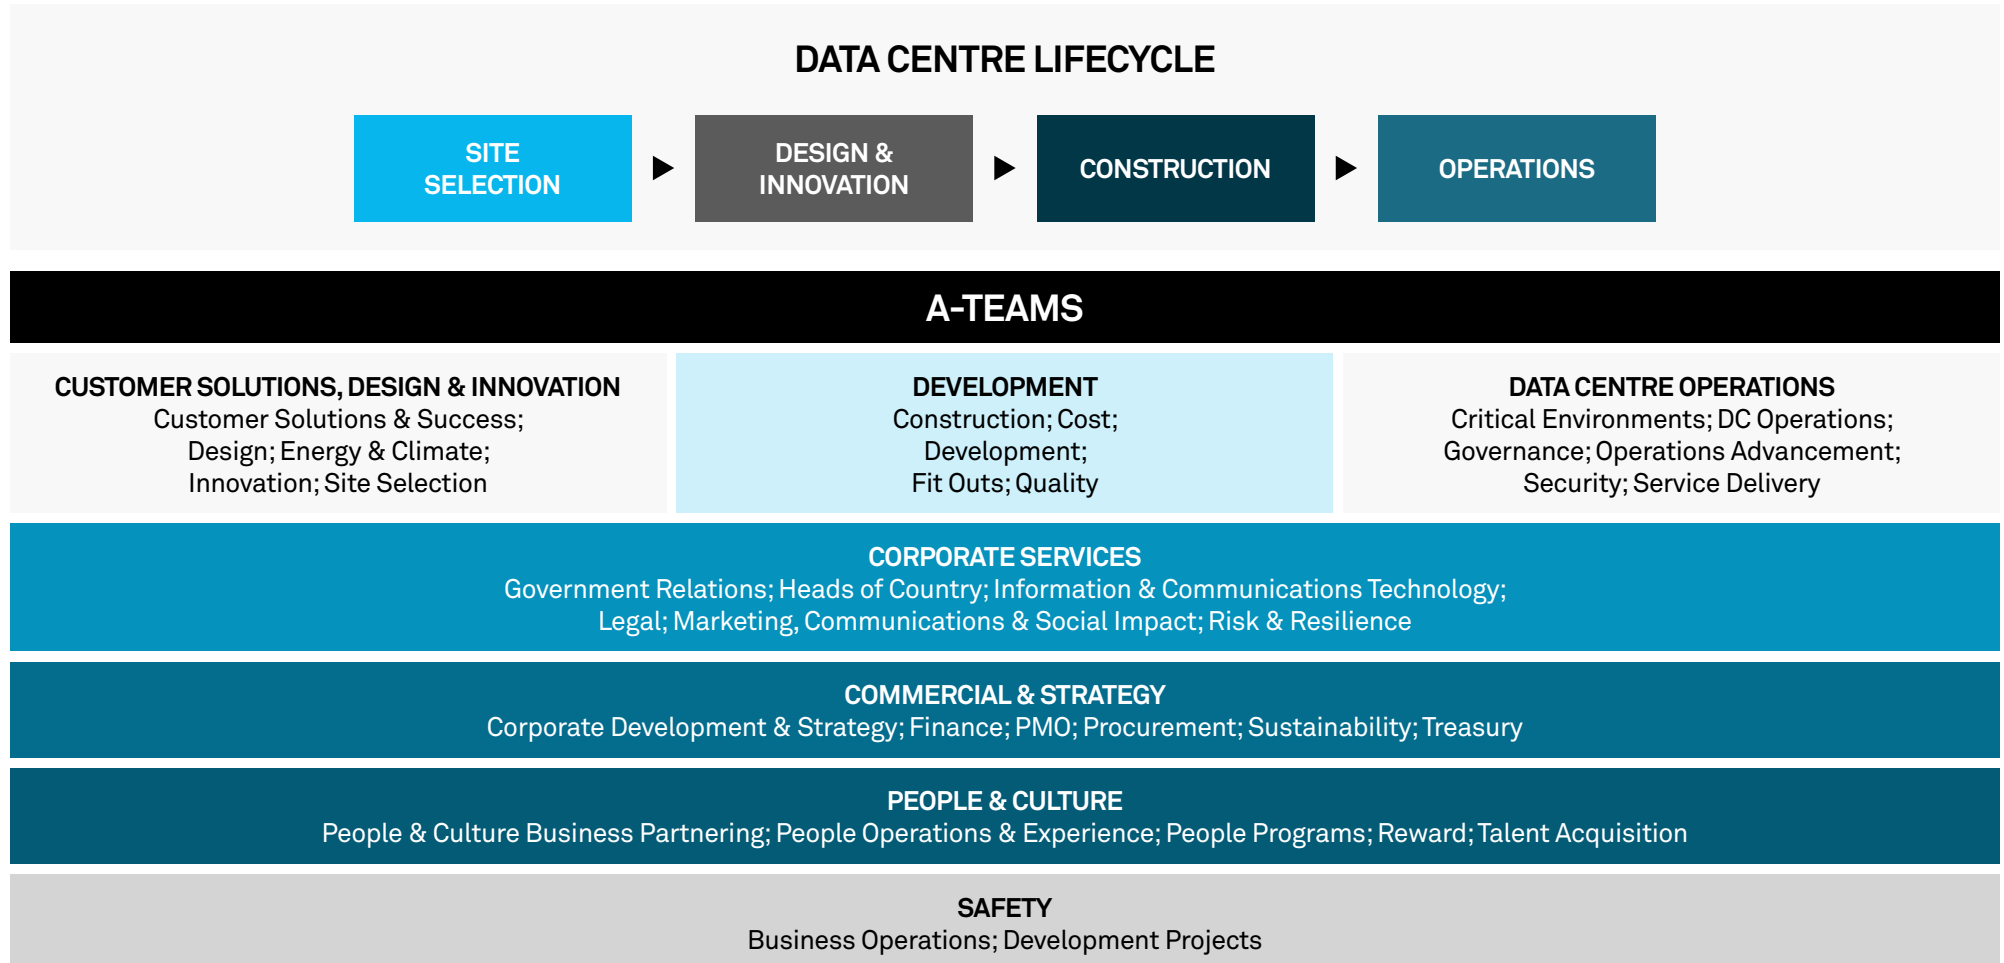 DATA CENTRE LIFECYCLE
SITE
SELECTION
DESIGN &
INNOVATION
CONSTRUCTION
OPERATIONS
A-TEAMS
CUSTOMER SOLUTIONS, DESIGN & INNOVATION
Customer Solutions & Success;
Design; Energy & Climate;
Innovation; Site Selection
DEVELOPMENT
Construction; Cost;
Development;
Fit Outs; Quality
DATA CENTRE OPERATIONS
Critical Environments; DC Operations;
Governance; Operations Advancement;
Security; Service Delivery
CORPORATE SERVICES
Government Relations; Heads of Country; Information & Communications Technology;
Legal; Marketing, Communications & Social Impact; Risk & Resilience
COMMERCIAL & STRATEGY
Corporate Development & Strategy; Finance; PMO; Procurement; Sustainability; Treasury
PEOPLE & CULTURE
People & Culture Business Partnering; People Operations & Experience; People Programs; Reward; Talent Acquisition
SAFETY
Business Operations; Development Projects